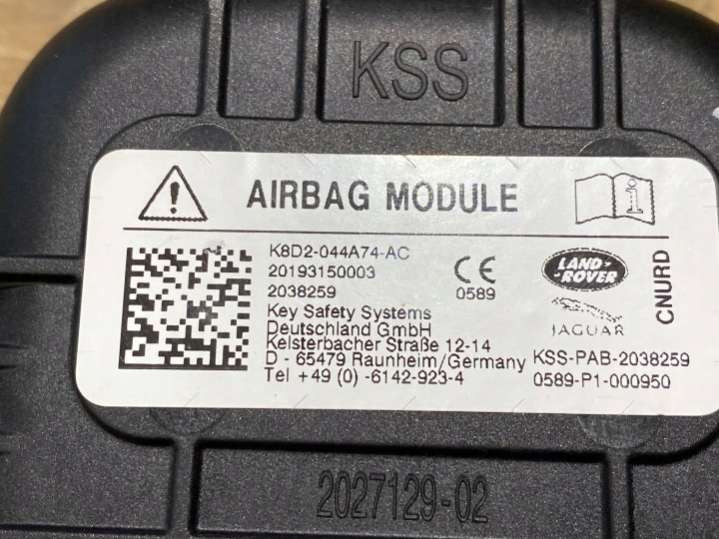 KSS
AIRBAG MODULE
K8D2-044A74-AC
20193150003
2038259
Key Safety Systems
Deutschland GmbH
Kelsterbacher Straße 12-14
D - 65479 Raunheim/Germany
Tel +49 (0) -6142-923-4
CE
0589
LAND-
-ROVER
JAGUAR
KSS-PAB-2038259
0589-P1-000950
CNURD
2027129-02